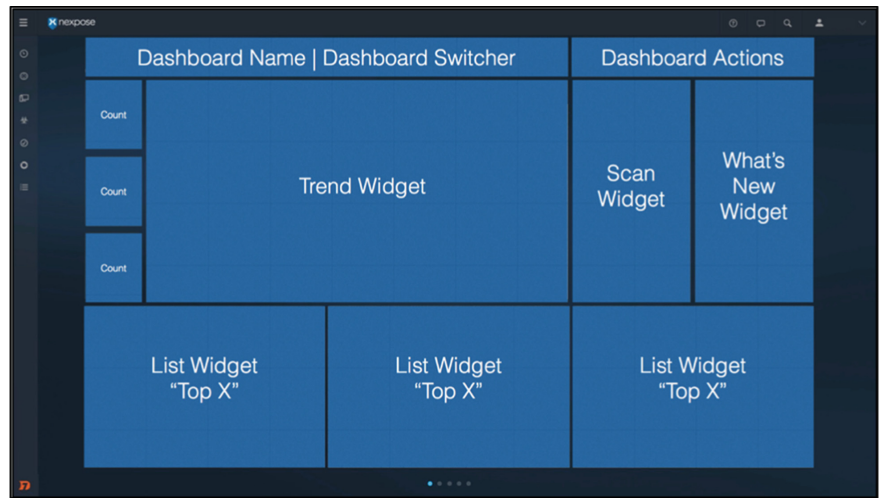 nexpose
Dashboard Name | Dashboard Switcher
Dashboard Actions
Count
Count
Count
Trend Widget
Scan
Widget
What's
New
Widget
List Widget
“Top X”
List Widget
“Top X”
List Widget
“Top X”